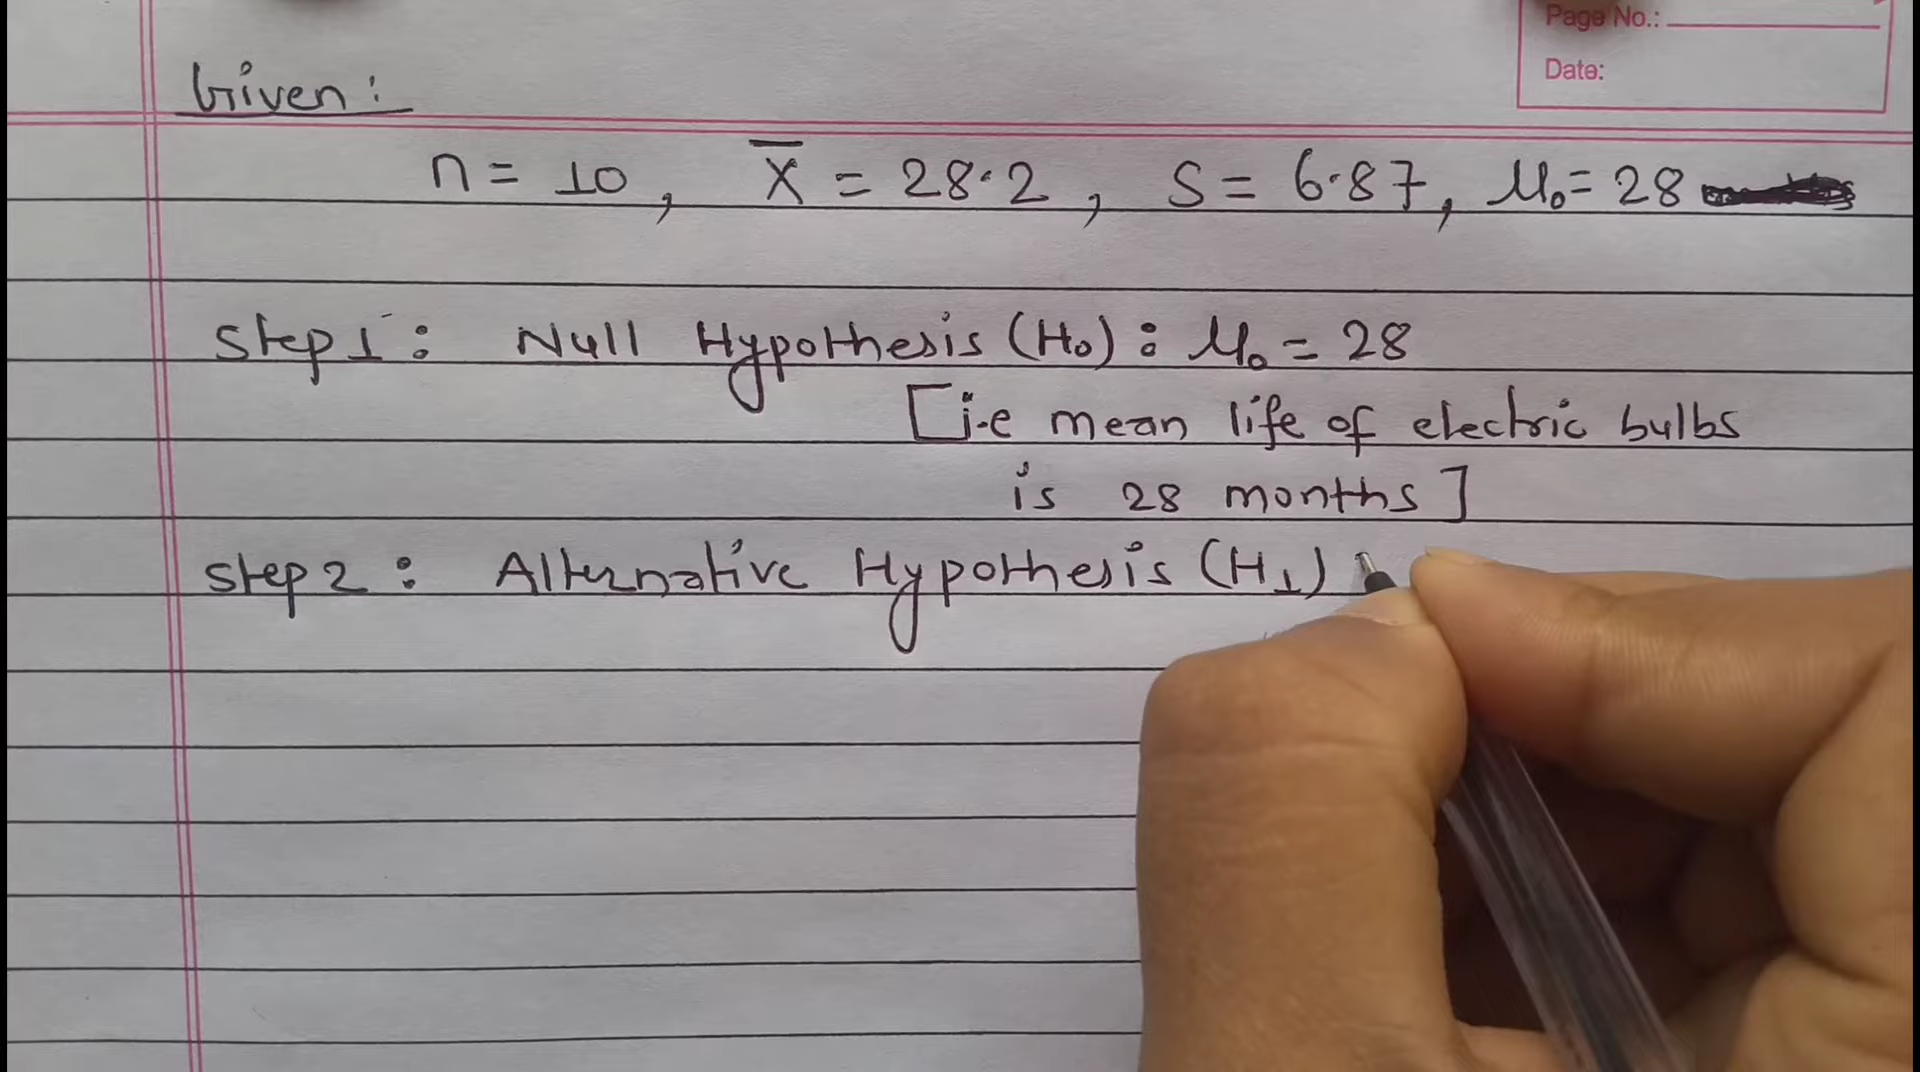 Page No.:
Date:
Given:
n = 10, X̅ = 28.2, S = 6.87, μ₀ = 28
Step 1: Null Hypothesis (H₀): μ₀ = 28
[i.e mean life of electric bulbs
is 28 months]
Step 2: Alternative Hypothesis (H₁)